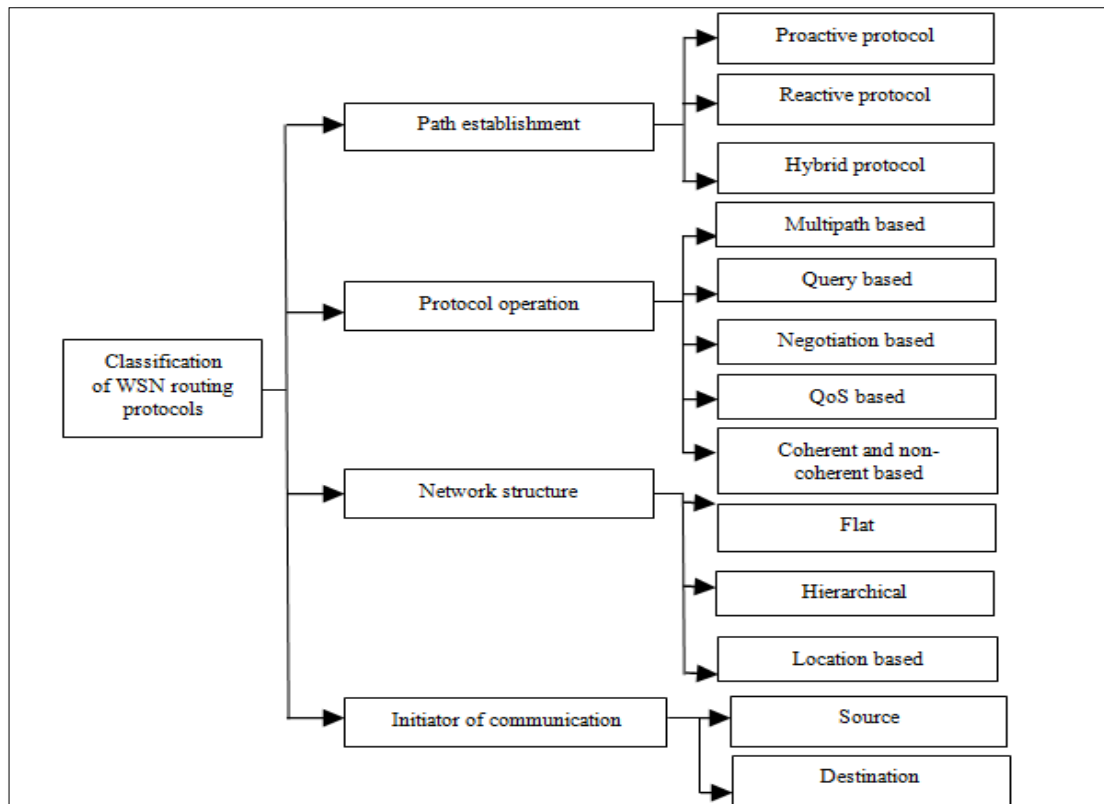 Proactive protocol
Reactive protocol
Path establishment
Hybrid protocol
Multipath based
Query based
Protocol operation
Negotiation based
Classification
of WSN routing
protocols
QoS based
Coherent and non-
coherent based
Network structure
Flat
Hierarchical
Location based
Initiator of communication
Source
Destination